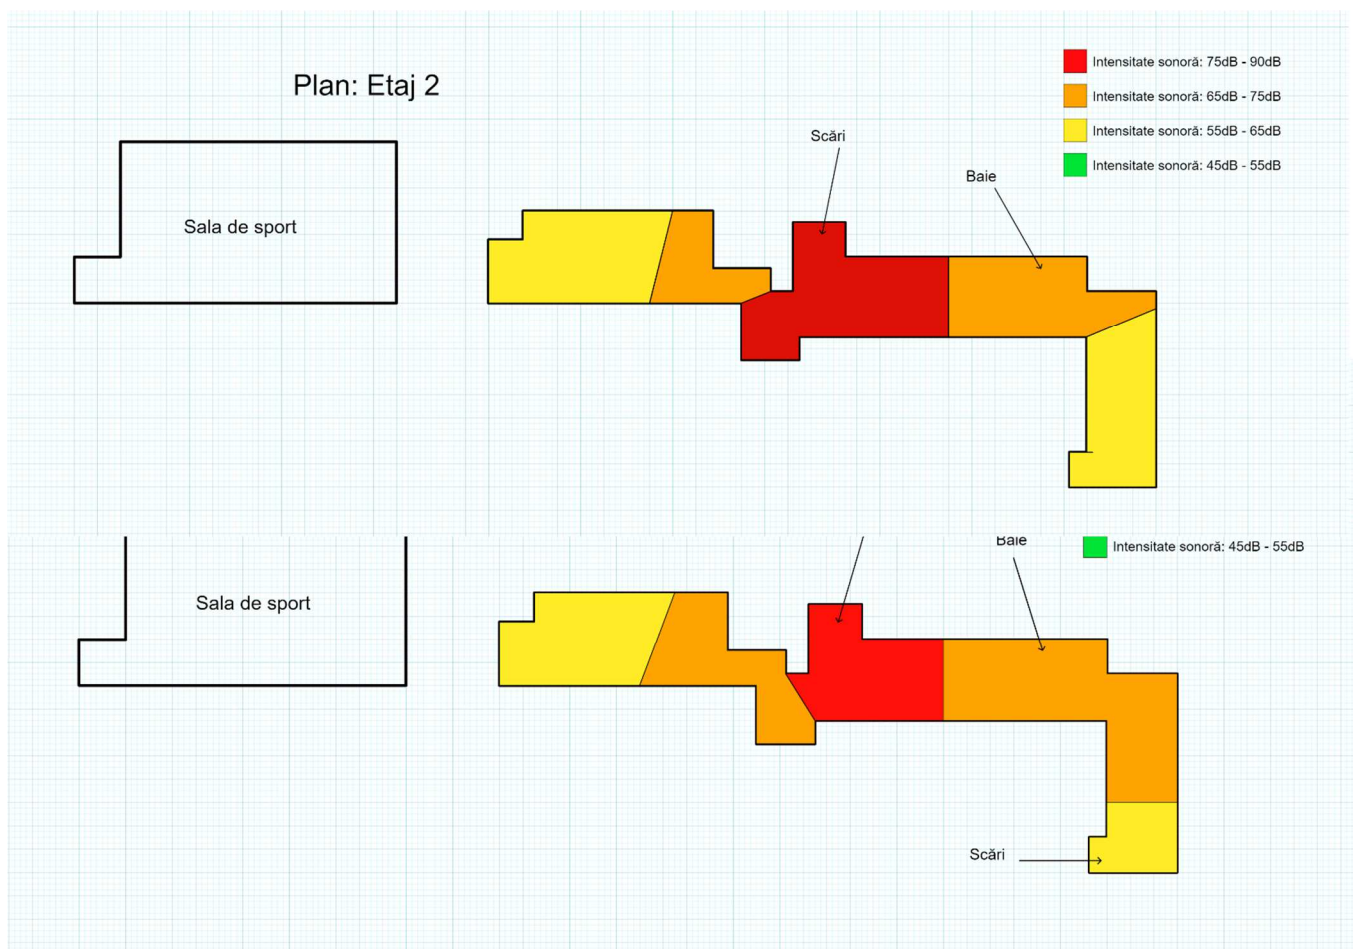 Plan: Etaj 2
Intensitate sonoră: 75dB - 90dB
Intensitate sonoră: 65dB - 75dB
Intensitate sonoră: 55dB - 65dB
Intensitate sonoră: 45dB - 55dB
Scări
Baie
Sala de sport
Baie
Intensitate sonoră: 45dB - 55dB
Sala de sport
Scări